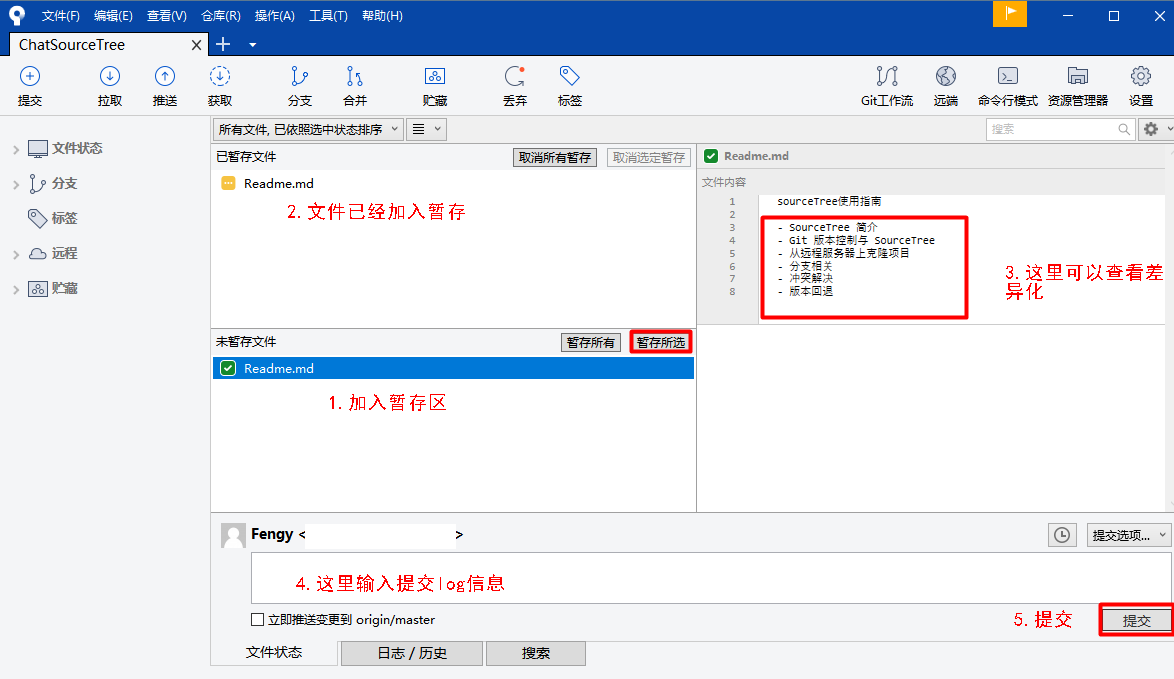 文件(F) 编辑(E) 查看(V) 仓库(R) 操作(A) 工具(T) 帮助(H)
ChatSourceTree
提交 拉取 推送 获取 分支 合并 贮藏 丢弃 标签 Git工作流 远端 命令行模式 资源管理器 设置
文件状态
分支
标签
远程
贮藏
所有文件, 已依照选中状态排序
搜索
已暂存文件 取消所有暂存 取消选定暂存
Readme.md
2. 文件已经加入暂存
未暂存文件 暂存所有 暂存所选
Readme.md
1. 加入暂存区
Readme.md
文件内容
1 sourceTree使用指南
2
3 - SourceTree 简介
4 - Git 版本控制与 SourceTree
5 - 从远程服务器上克隆项目
6 - 分支相关
7 - 冲突解决
8 - 版本回退
3. 这里可以查看差
异化
Fengy < >
提交选项...
4. 这里输入提交log信息
立即推送变更到 origin/master
5. 提交
提交
文件状态 日志 / 历史 搜索